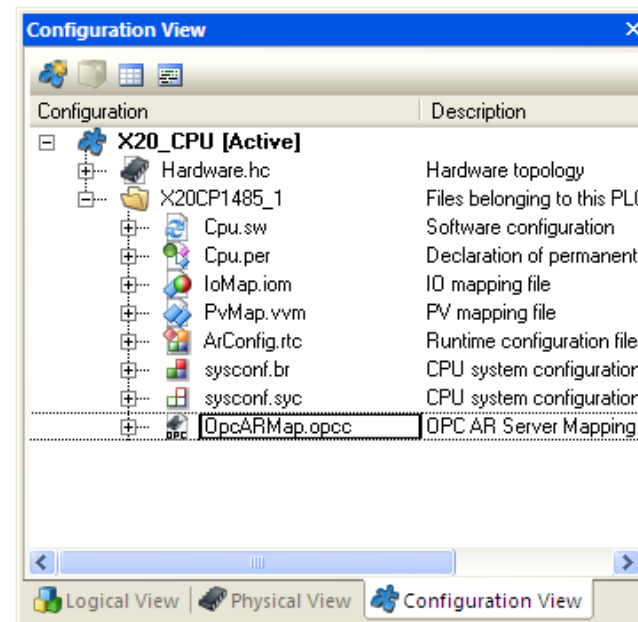 Configuration View
Configuration Description
X20_CPU [Active]
Hardware.hc Hardware topology
X20CP1485_1 Files belonging to this PLC
Cpu.sw Software configuration
Cpu.per Declaration of permanent
IoMap.iom IO mapping file
PvMap.vvm PV mapping file
ArConfig.rtc Runtime configuration file
sysconf.br CPU system configuration
sysconf.syc CPU system configuration
OPC OpcARMap.opcc OPC AR Server Mapping
Logical View Physical View Configuration View